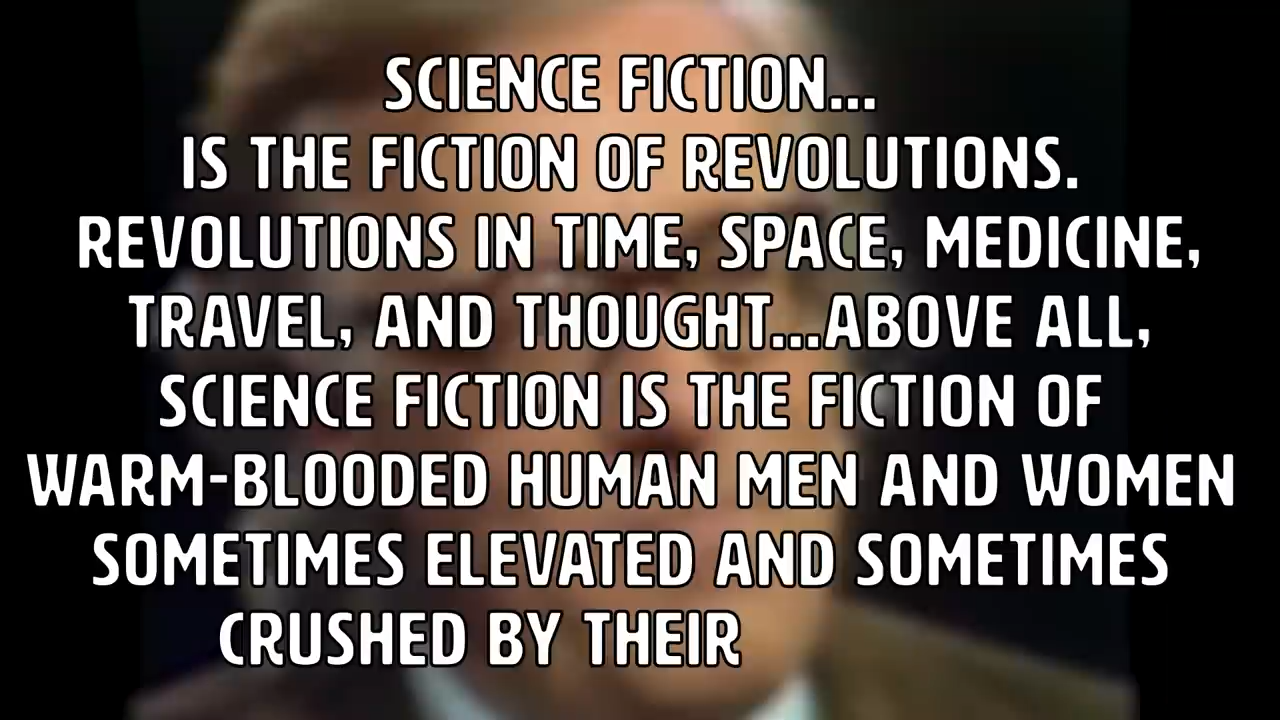 SCIENCE FICTION...
IS THE FICTION OF REVOLUTIONS.
REVOLUTIONS IN TIME, SPACE, MEDICINE,
TRAVEL, AND THOUGHT...ABOVE ALL,
SCIENCE FICTION IS THE FICTION OF
WARM-BLOODED HUMAN MEN AND WOMEN
SOMETIMES ELEVATED AND SOMETIMES
CRUSHED BY THEIR